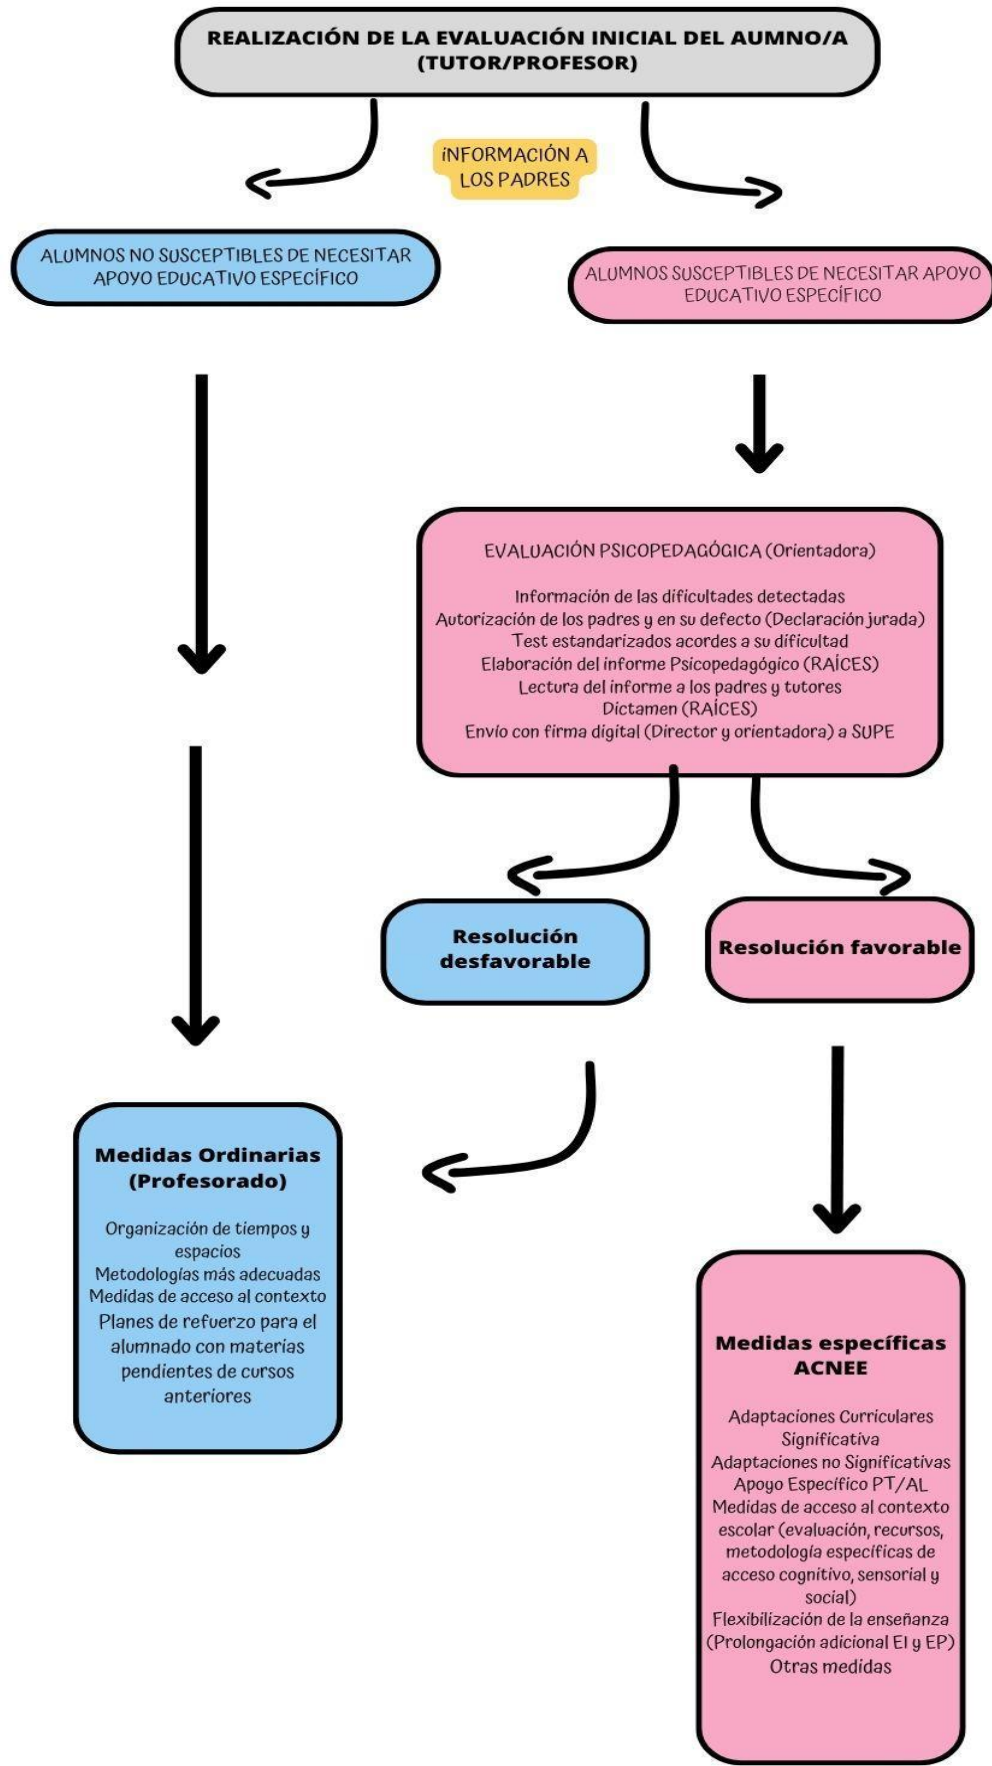 REALIZACIÓN DE LA EVALUACIÓN INICIAL DEL AUMNO/A
(TUTOR/PROFESOR)
iNFORMACIÓN A
LOS PADRES
ALUMNOS NO SUSCEPTIBLES DE NECESITAR
APOYO EDUCATIVO ESPECÍFICO
ALUMNOS SUSCEPTIBLES DE NECESITAR APOYO
EDUCATIVO ESPECÍFICO
EVALUACIÓN PSICOPEDAGÓGICA (Orientadora)
Información de las dificultades detectadas
Autorización de los padres y en su defecto (Declaración jurada)
Test estandarizados acordes a su dificultad
Elaboración del informe Psicopedagógico (RAÍCES)
Lectura del informe a los padres y tutores
Dictamen (RAÍCES)
Envío con firma digital (Director y orientadora) a SUPE
Resolución
desfavorable
Resolución favorable
Medidas Ordinarias
(Profesorado)
Organización de tiempos y
espacios
Metodologías más adecuadas
Medidas de acceso al contexto
Planes de refuerzo para el
alumnado con materias
pendientes de cursos
anteriores
Medidas específicas
ACNEE
Adaptaciones Curriculares
Significativa
Adaptaciones no Significativas
Apoyo Específico PT/AL
Medidas de acceso al contexto
escolar (evaluación, recursos,
metodología específicas de
acceso cognitivo, sensorial y
social)
Flexibilización de la enseñanza
(Prolongación adicional EI y EP)
Otras medidas